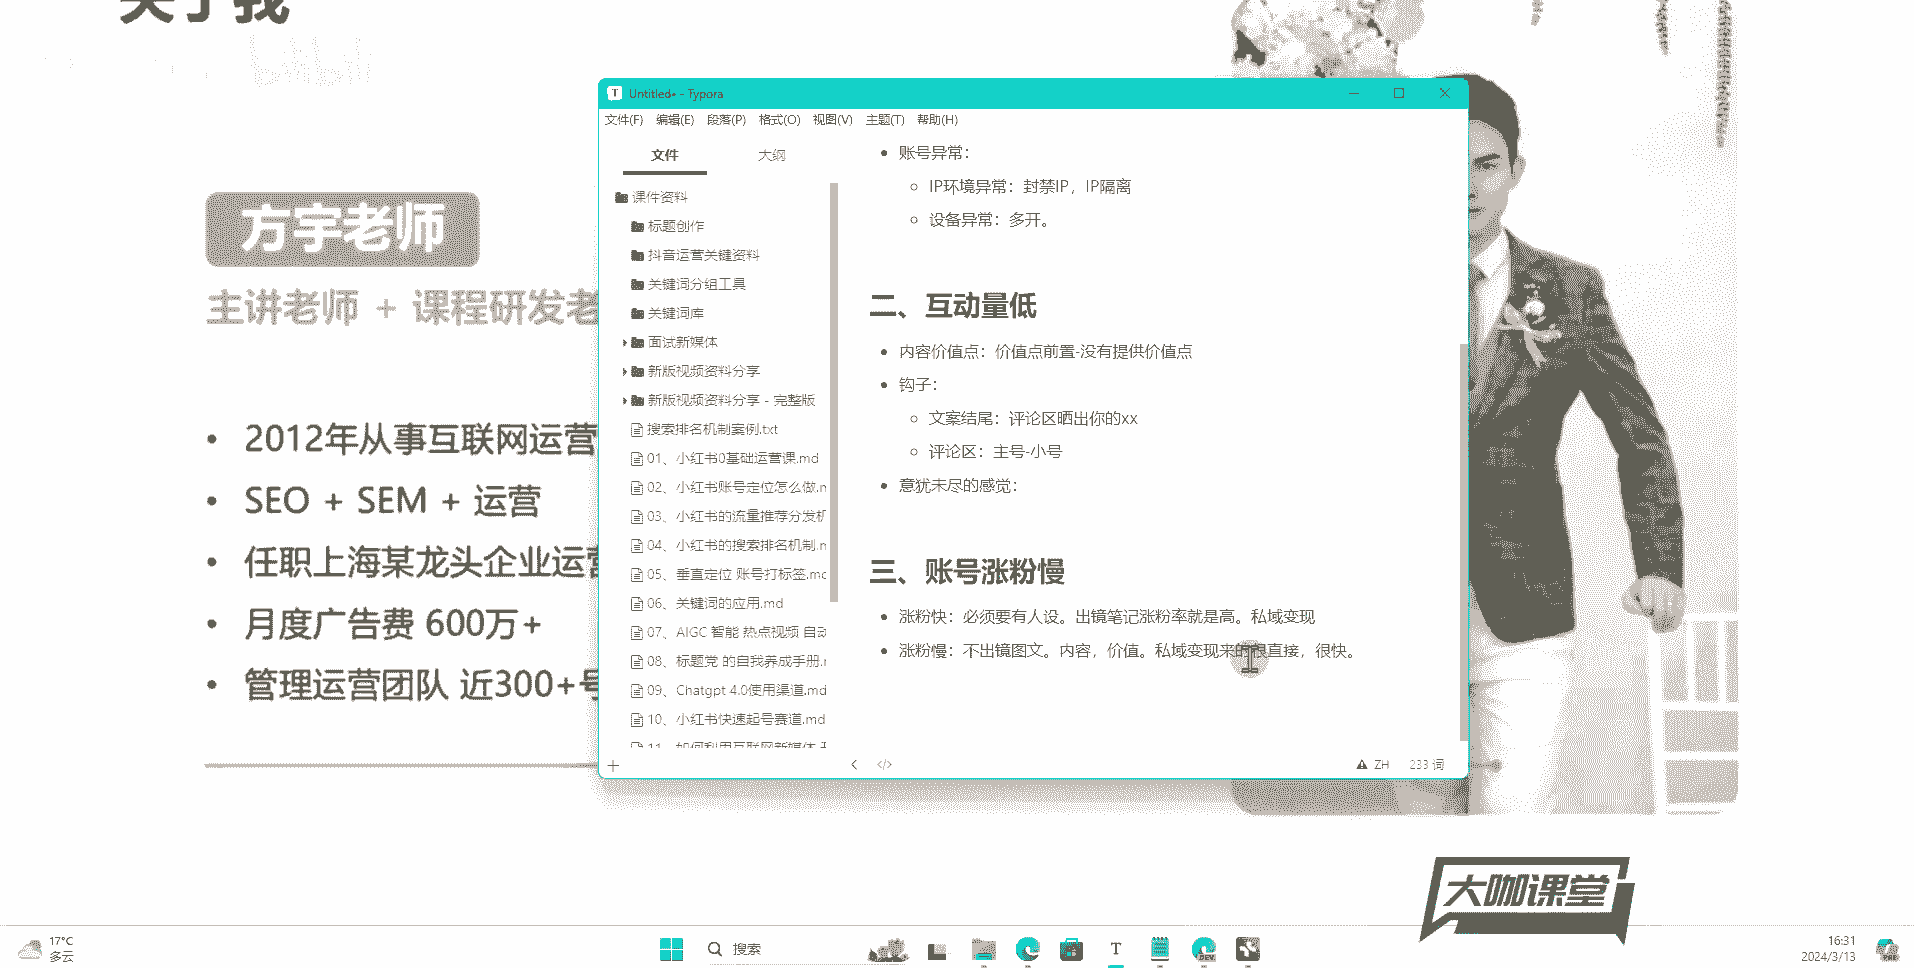 关于我
bilibili
方宇老师
主讲老师 + 课程研发老
2012年从事互联网运营
SEO + SEM + 运营
任职上海某龙头企业运营
月度广告费 600万+
管理运营团队 近300+号
Untitled• - Typora
文件(F) 编辑(E) 段落(P) 格式(O) 视图(V) 主题(T) 帮助(H)
文件 大纲
课件资料
标题创作
抖音运营关键资料
关键词分组工具
关键词库
面试新媒体
新版视频资料分享
新版视频资料分享 - 完整版
搜索排名机制案例.txt
01、小红书0基础运营课.md
02、小红书账号定位怎么做.m
03、小红书的流量推荐分发机
04、小红书的搜索排名机制.m
05、垂直定位 账号打标签.md
06、关键词的应用.md
07、AIGC 智能 热点视频 自动
08、标题党 的自我养成手册.m
09、Chatgpt 4.0使用渠道.md
10、小红书快速起号赛道.md
11、如何利用互联网新媒体
账号异常：
IP环境异常：封禁IP，IP隔离
设备异常：多开。
二、互动量低
内容价值点：价值点前置-没有提供价值点
钩子：
文案结尾：评论区晒出你的xx
评论区：主号-小号
意犹未尽的感觉：
三、账号涨粉慢
涨粉快：必须要有人设。出镜笔记涨粉率就是高。私域变现
涨粉慢：不出镜图文。内容，价值。私域变现来的很直接，很快。
ZH 233 词
大咖课堂
17°C
多云
搜索
T
DEV
16:31
2024/3/13
PRE